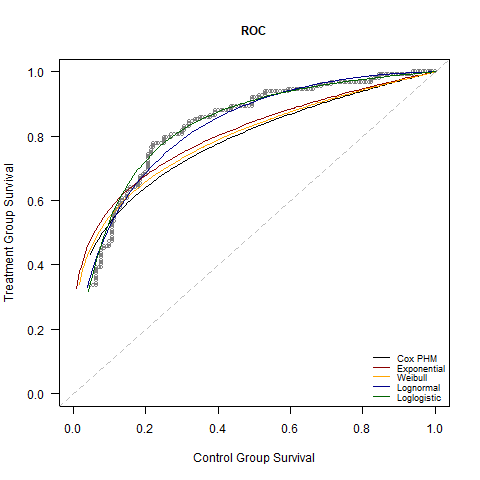 ROC
Treatment Group Survival
1.0
0.8
0.6
0.4
0.2
0.0
Cox PHM
Exponential
Weibull
Lognormal
Loglogistic
0.0 0.2 0.4 0.6 0.8 1.0
Control Group Survival